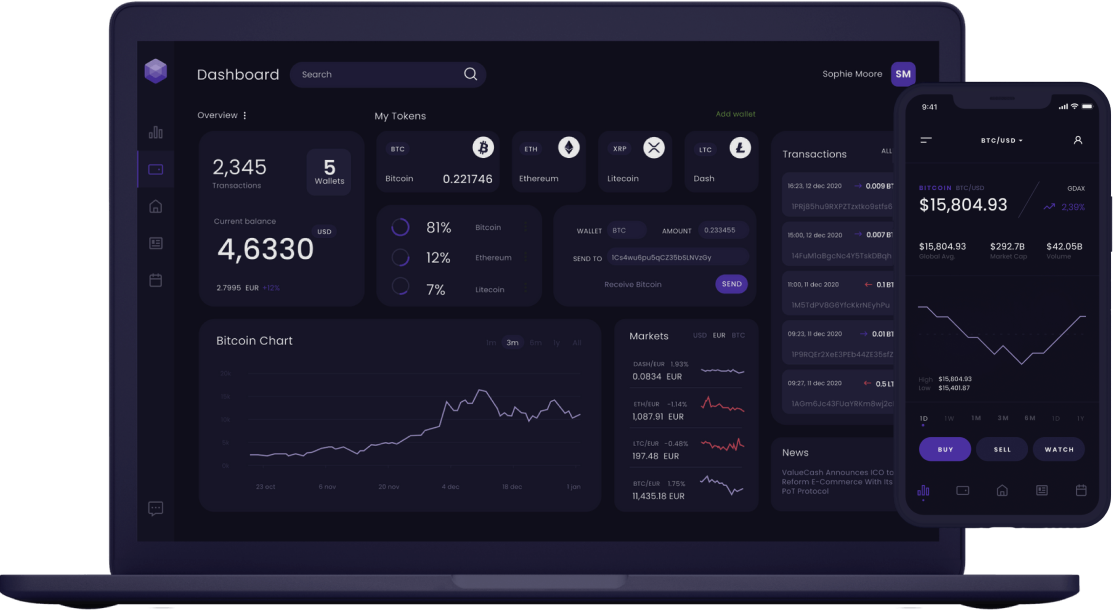 Dashboard
Search
Sophie Moore
SM
Overview
My Tokens
Add wallet
2,345
Transactions
5
Wallets
Current balance
USD
4,6330
2.7995 EUR +12%
BTC
Bitcoin
0.221746
ETH
Ethereum
XRP
Litecoin
LTC
Dash
81%
Bitcoin
12%
Ethereum
7%
Litecoin
WALLET
BTC
AMOUNT
0.233455
SEND TO
1Cs4wu6pu5qCZ35bSLNVzGy
Receive Bitcoin
SEND
Bitcoin Chart
1m
3m
6m
1y
All
23 oct
6 nov
20 nov
4 dec
18 dec
1 jan
Markets
USD
EUR
BTC
DASH/EUR 1.93%
0.0834 EUR
ETH/EUR -1.14%
1,087.91 EUR
LTC/EUR -0.48%
197.48 EUR
BTC/EUR 1.75%
11,435.18 EUR
Transactions
ALL
16:23, 12 dec 2020
→ 0.009
15:00, 12 dec 2020
→ 0.007
11:00, 11 dec 2020
← 0.1
1M5TdPV8G6YfcKkrNEyhPu
09:23, 11 dec 2020
→ 0.01
09:27, 11 dec 2020
← 0.5
News
ValueCash Announces ICO to
Reform E-Commerce With Its
PoT Protocol
9:41
BTC/USD
BITCOIN BTC/USD
$15,804.93
GDAX
2.39%
$15,804.93
Global Avg.
$292.7B
Market Cap
$42.05B
Volume
High $15,804.93
Low $15,401.87
1D
1W
1M
3M
6M
1D
1Y
BUY
SELL
WATCH